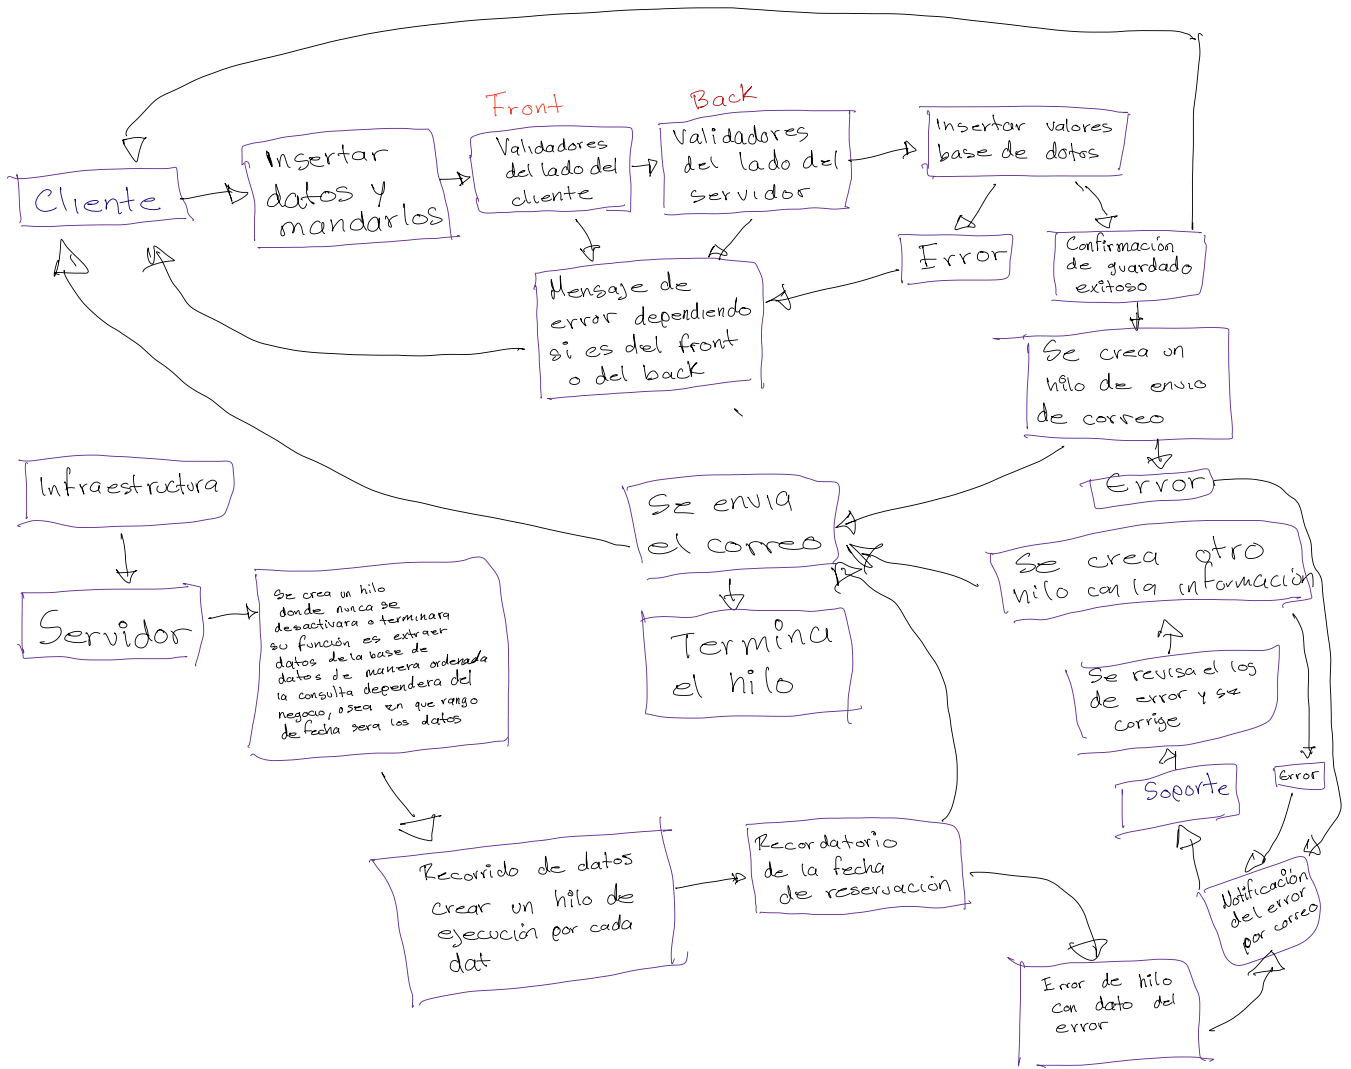 Front
Back
Cliente
Insertar
datos y
mandarlos
Validadores
del lado del
cliente
Validadores
del lado del
servidor
Insertar valores
base de datos
Error
Confirmación
de guardado
exitoso
Mensaje de
error dependiendo
si es del front
o del back
Se crea un
hilo de envio
de correo
Error
Infraestructura
Servidor
Se crea un hilo
donde nunca se
desactivara o terminara
su función es extraer
datos de la base de
datos de manera ordenada
la consulta dependera del
negocio, osea en que rango
de fecha sera los datos
Se envia
el correo
Termina
el hilo
Se crea otro
hilo con la información
Se revisa el log
de error y se
corrige
Soporte
Error
Notificación
del error
por correo
Recorrido de datos
crear un hilo de
ejecución por cada
dat
Recordatorio
de la fecha
de reservación
Error de hilo
con dato del
error